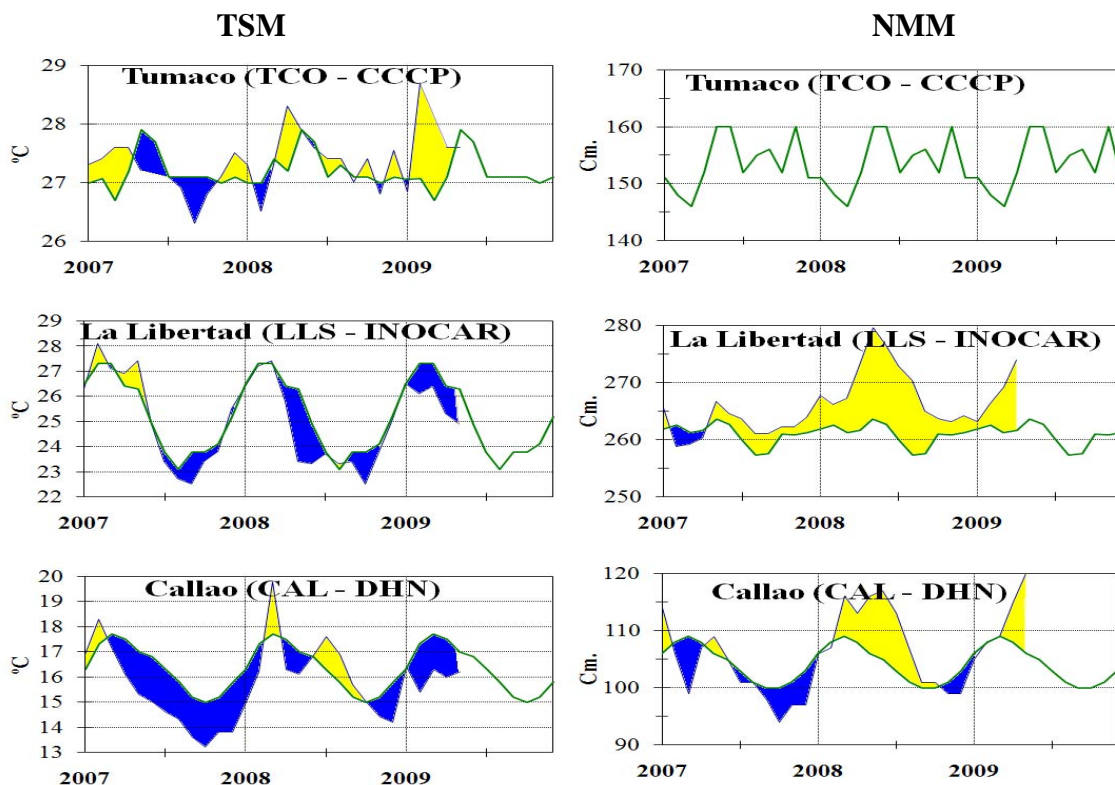 TSM NMM
ºC
29
28
27
26
Tumaco (TCO - CCCP)
2007 2008 2009
Cm.
170
160
150
140
Tumaco (TCO - CCCP)
2007 2008 2009
ºC
29
28
27
26
25
24
23
22
La Libertad (LLS - INOCAR)
2007 2008 2009
Cm.
280
270
260
250
La Libertad (LLS - INOCAR)
2007 2008 2009
ºC
20
19
18
17
16
15
14
13
Callao (CAL - DHN)
2007 2008 2009
Cm.
120
110
100
90
Callao (CAL - DHN)
2007 2008 2009